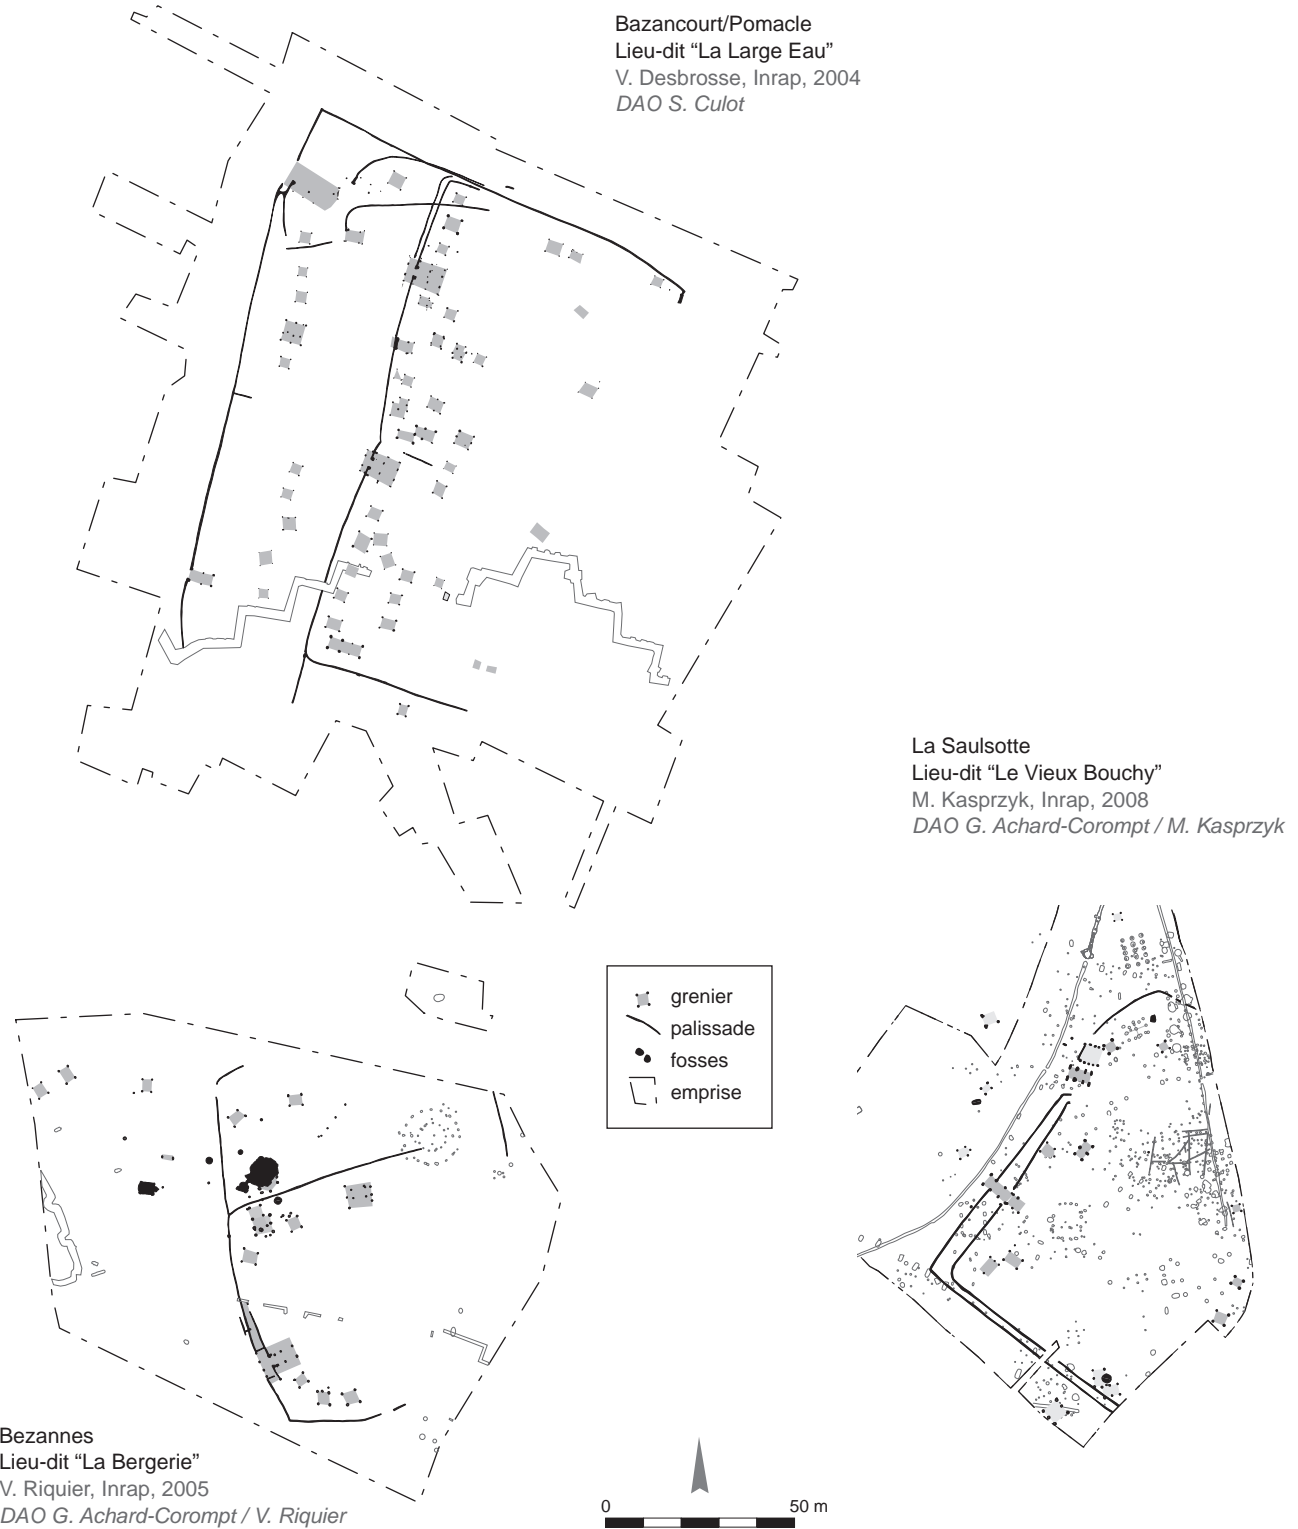 Bazancourt/Pomacle
Lieu-dit “La Large Eau”
V. Desbrosse, Inrap, 2004
DAO S. Culot
La Saulsotte
Lieu-dit “Le Vieux Bouchy”
M. Kasprzyk, Inrap, 2008
DAO G. Achard-Corompt / M. Kasprzyk
grenier
palissade
fosses
emprise
Bezannes
Lieu-dit “La Bergerie”
V. Riquier, Inrap, 2005
DAO G. Achard-Corompt / V. Riquier
0 50 m